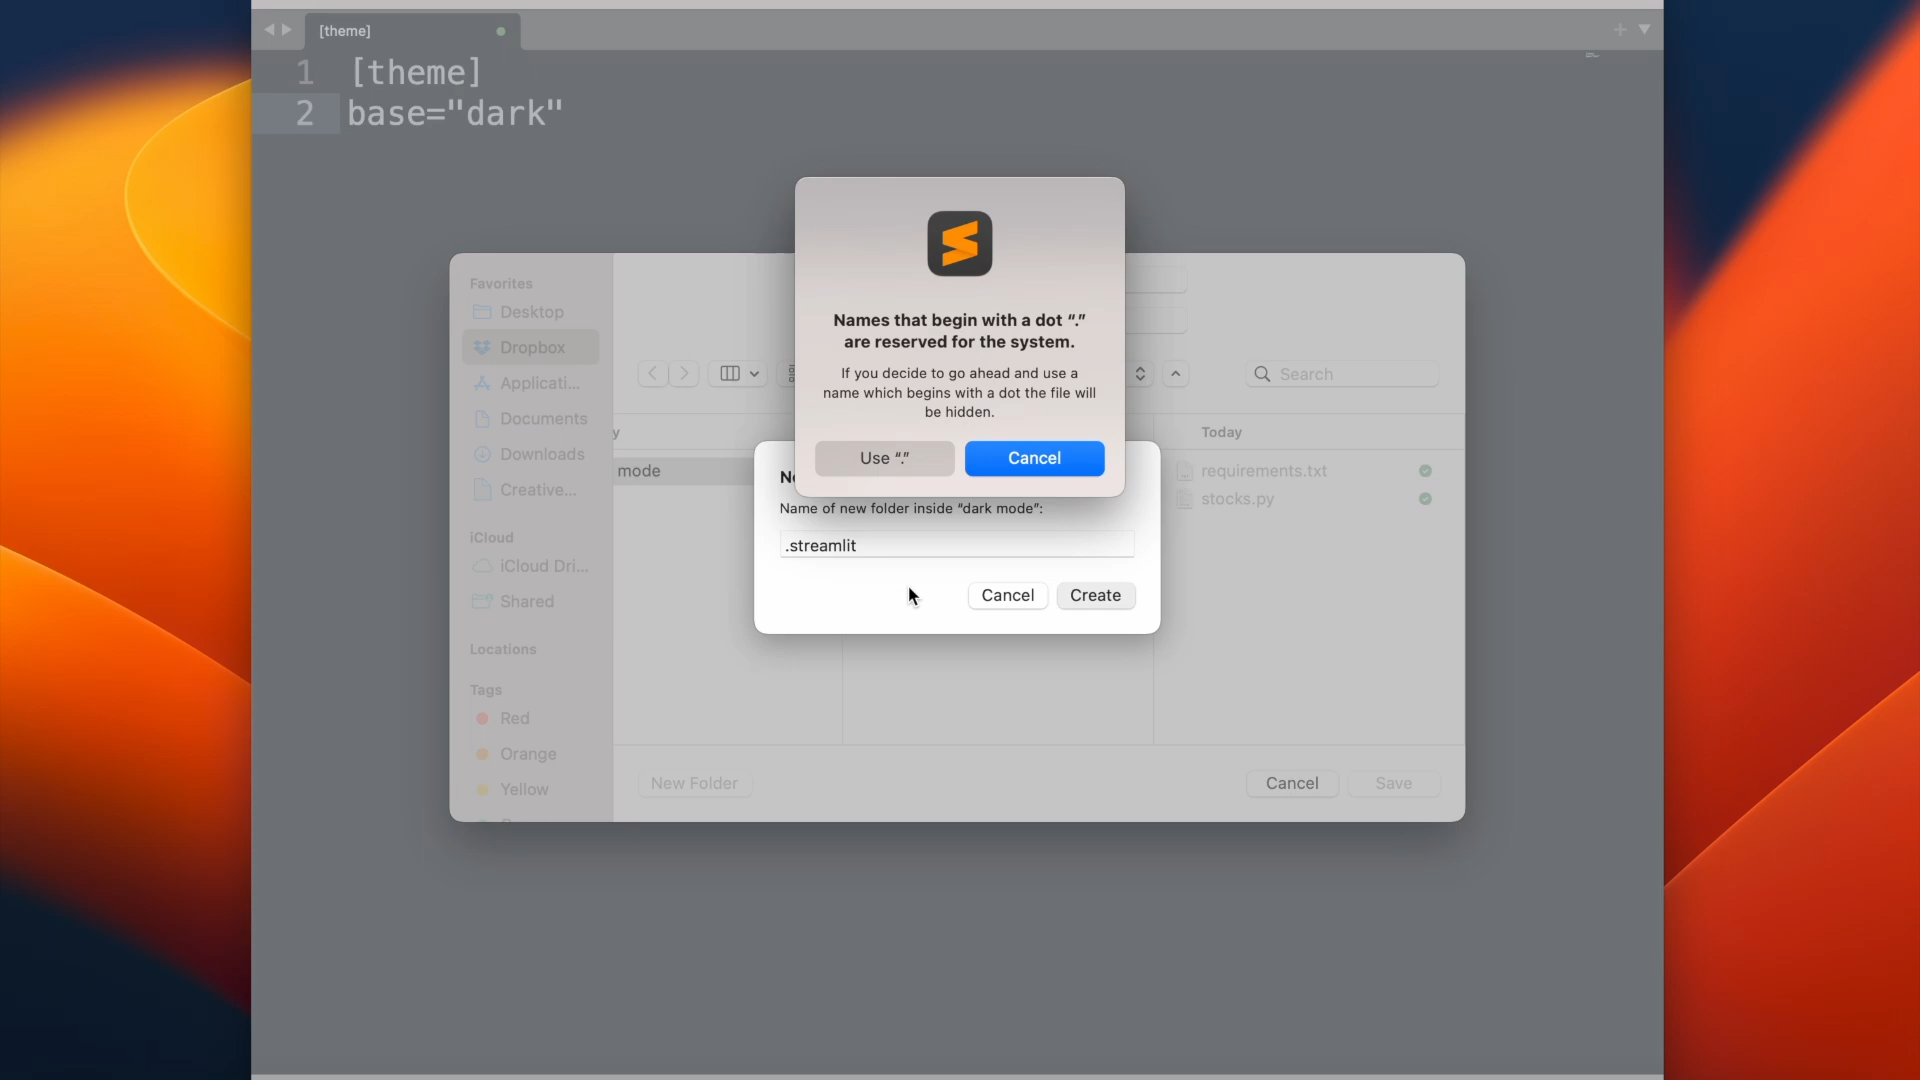 [theme]
1 [theme]
2 base="dark"
Names that begin with a dot “.”
are reserved for the system.
If you decide to go ahead and use a
name which begins with a dot the file will
be hidden.
Use “.”
Cancel
Name of new folder inside “dark mode”:
.streamlit
Cancel
Create
Favorites
Desktop
Dropbox
Applicati...
Documents
Downloads
Creative...
iCloud
iCloud Dri...
Shared
Locations
Tags
Red
Orange
Yellow
mode
Search
Today
requirements.txt
stocks.py
New Folder
Cancel
Save